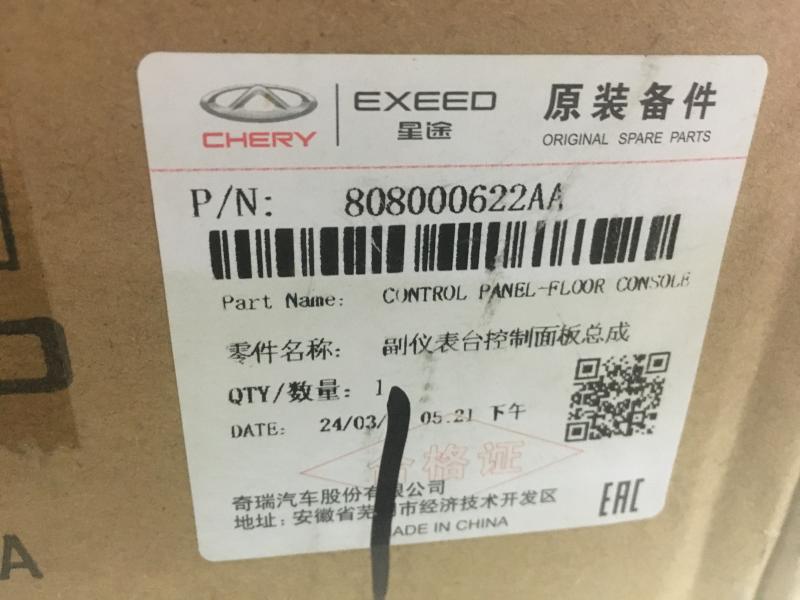 CHERY
EXEED
星途
原装备件
ORIGINAL SPARE PARTS
P/N: 808000622AA
Part Name: CONTROL PANEL-FLOOR CONSOLE
零件名称: 副仪表台控制面板总成
QTY/数量: 1
DATE: 24/03/ 05:21 下午
合格证
奇瑞汽车股份有限公司
地址: 安徽省芜湖市经济技术开发区
MADE IN CHINA
EAC
A